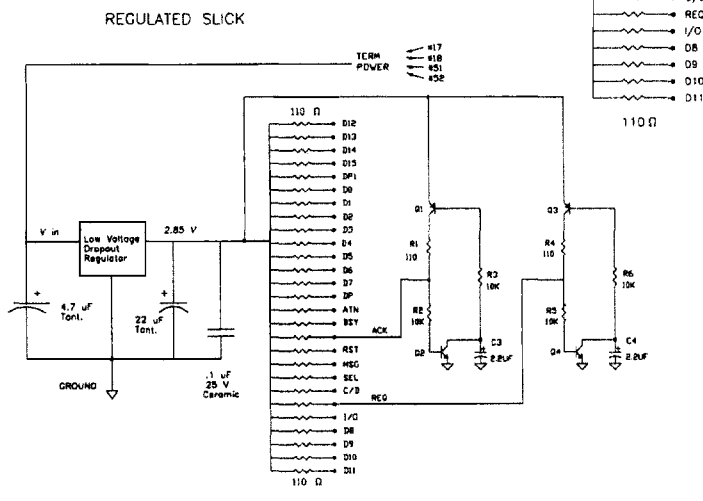 REGULATED SLICK
REQ
I/O
D8
D9
D10
D11
110 Ω
TERM
POWER
#17
#18
#51
#52
110 Ω
D12
D13
D14
D15
DP1
D0
D1
D2
D3
D4
D5
D6
D7
DP
ATN
BSY
ACK
RST
MSG
SEL
C/D
REQ
I/O
D8
D9
D10
D11
110 Ω
V in
Low Voltage
Dropout
Regulator
2.85 V
+
4.7 uF
Tant.
+
22 uF
Tant.
.1 uF
25 V
Ceramic
GROUND
Q1
R1
110
R3
10K
R2
10K
Q2
+
C3
2.2UF
Q3
R4
110
R6
10K
R5
10K
Q4
+
C4
2.2UF